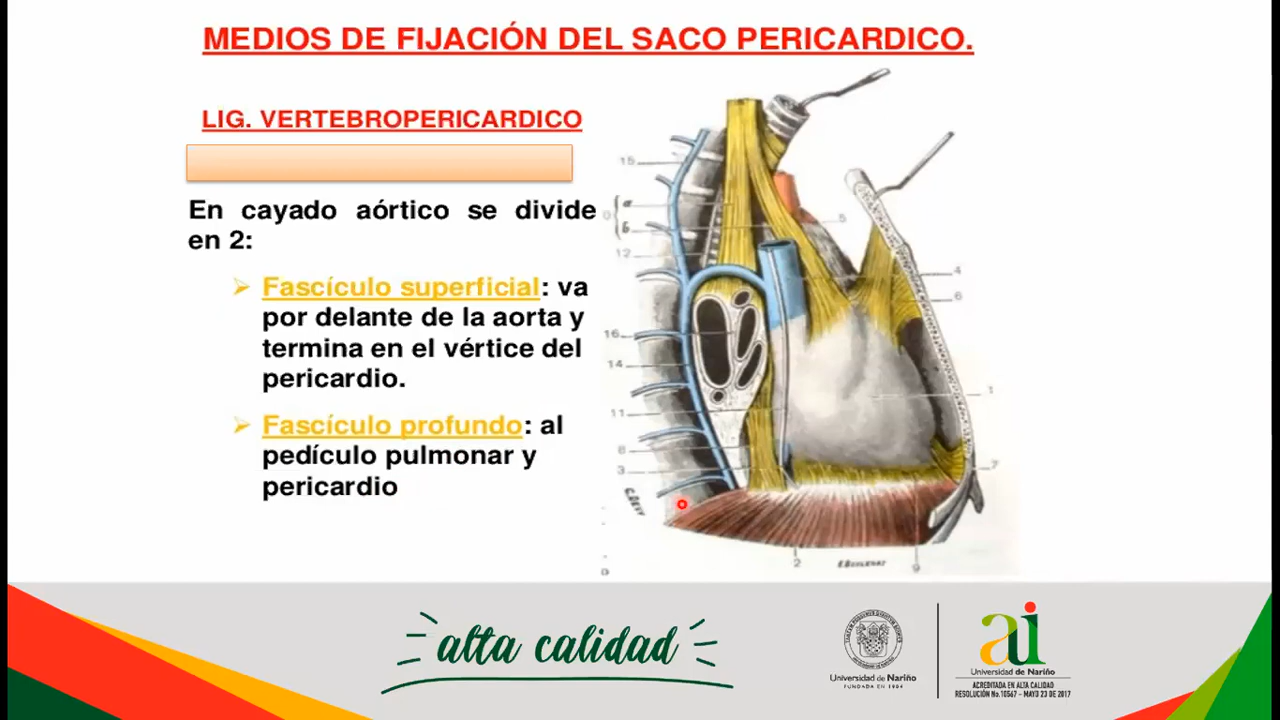 MEDIOS DE FIJACIÓN DEL SACO PERICARDICO.
LIG. VERTEBROPERICARDICO
En cayado aórtico se divide
en 2:
Fascículo superficial: va
por delante de la aorta y
termina en el vértice del
pericardio.
Fascículo profundo: al
pedículo pulmonar y
pericardio
15
a
b
12
5
4
6
16
14
1
11
8
3
7
2
9
alta calidad
Universidad de Nariño
FUNDADA EN 1904
Universidad de Nariño
ACREDITADA EN ALTA CALIDAD
RESOLUCIÓN No.10567 - MAYO 23 DE 2017